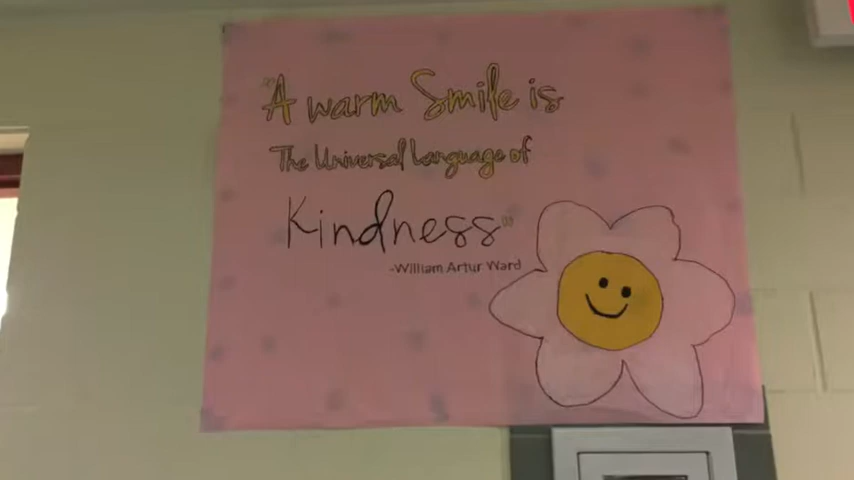 "A warm Smile is
The Universal Language of
Kindness"
-William Artur Ward